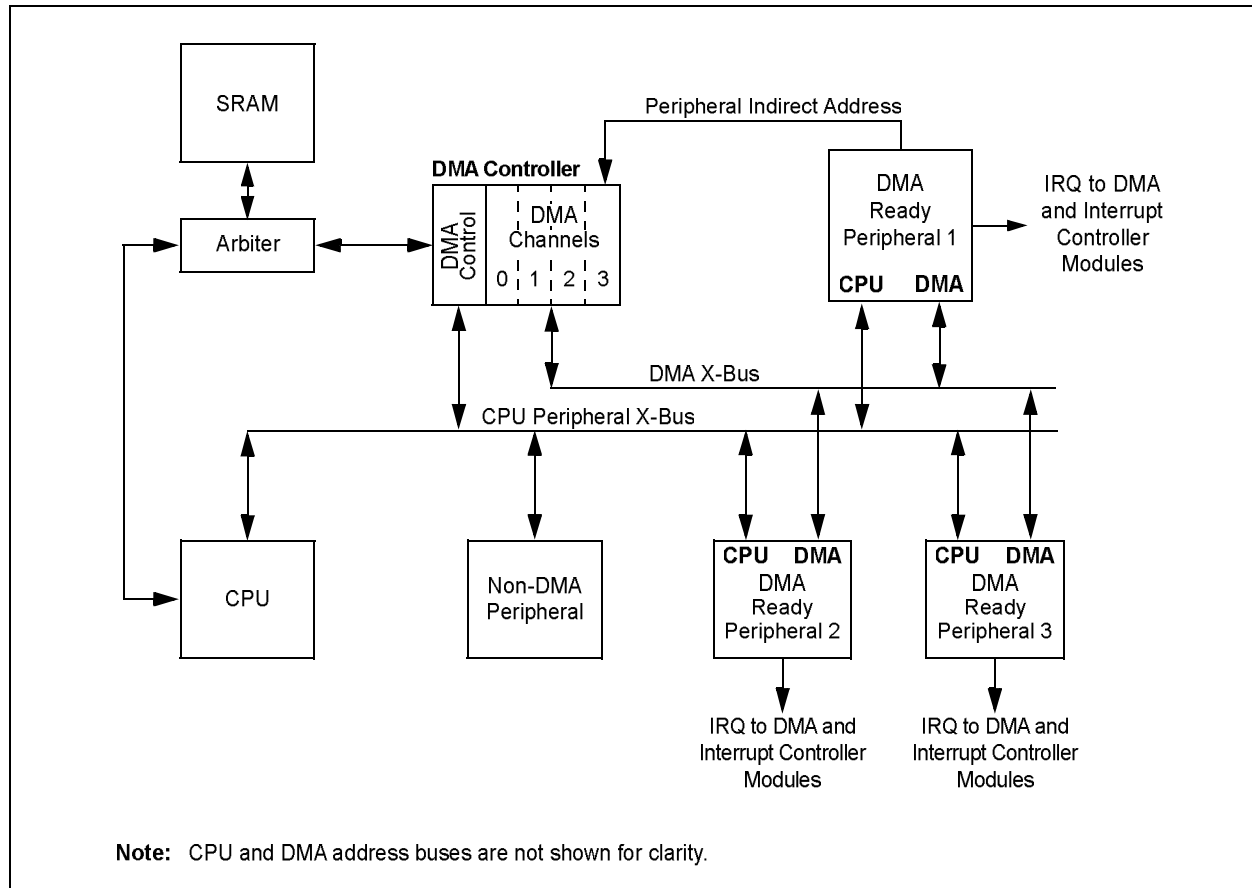 SRAM
Peripheral Indirect Address
DMA Controller
DMA
Ready
Peripheral 1
CPU DMA
IRQ to DMA
and Interrupt
Controller
Modules
Arbiter
DMA
Control
DMA
Channels
0 1 2 3
DMA X-Bus
CPU Peripheral X-Bus
CPU
Non-DMA
Peripheral
CPU DMA
DMA
Ready
Peripheral 2
CPU DMA
DMA
Ready
Peripheral 3
IRQ to DMA and
Interrupt Controller
Modules
IRQ to DMA and
Interrupt Controller
Modules
Note: CPU and DMA address buses are not shown for clarity.